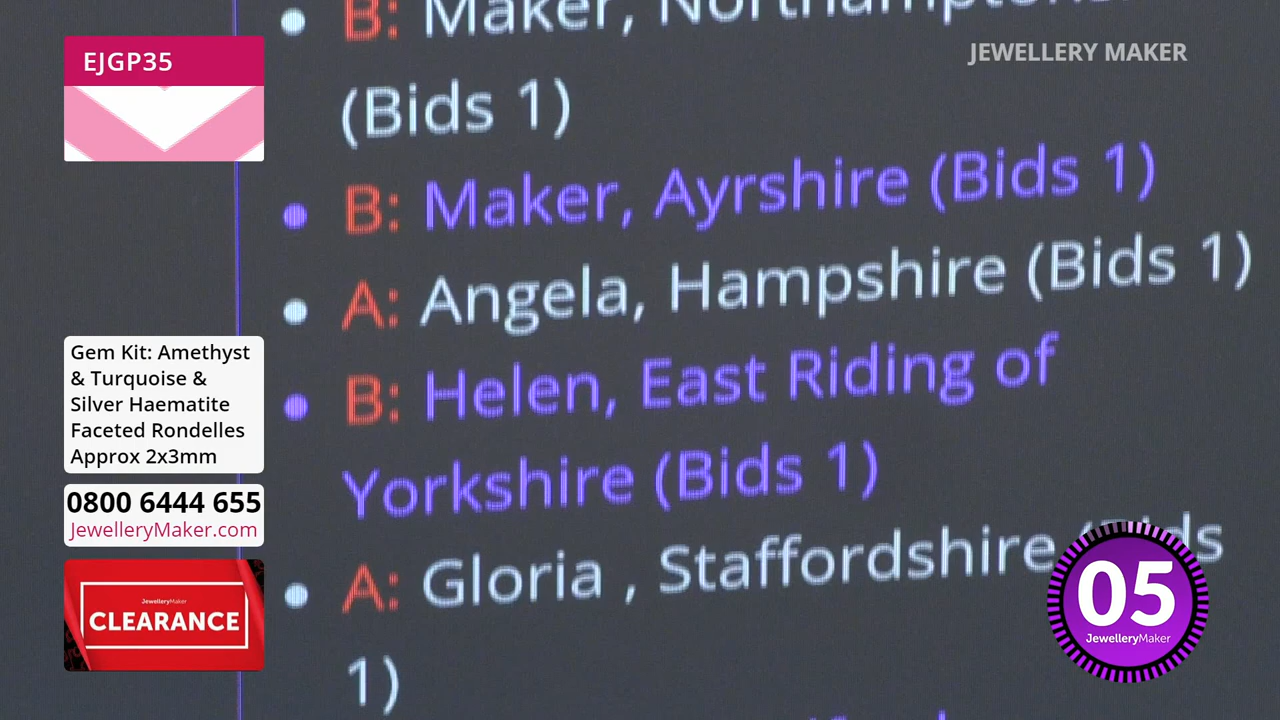 EJGP35
JEWELLERY MAKER
B: Maker,
(Bids 1)
B: Maker, Ayrshire (Bids 1)
A: Angela, Hampshire (Bids 1)
B: Helen, East Riding of
Yorkshire (Bids 1)
A: Gloria , Staffordshire (Bids
1)
Gem Kit: Amethyst
& Turquoise &
Silver Haematite
Faceted Rondelles
Approx 2x3mm
0800 6444 655
JewelleryMaker.com
JewelleryMaker
CLEARANCE
05
JewelleryMaker